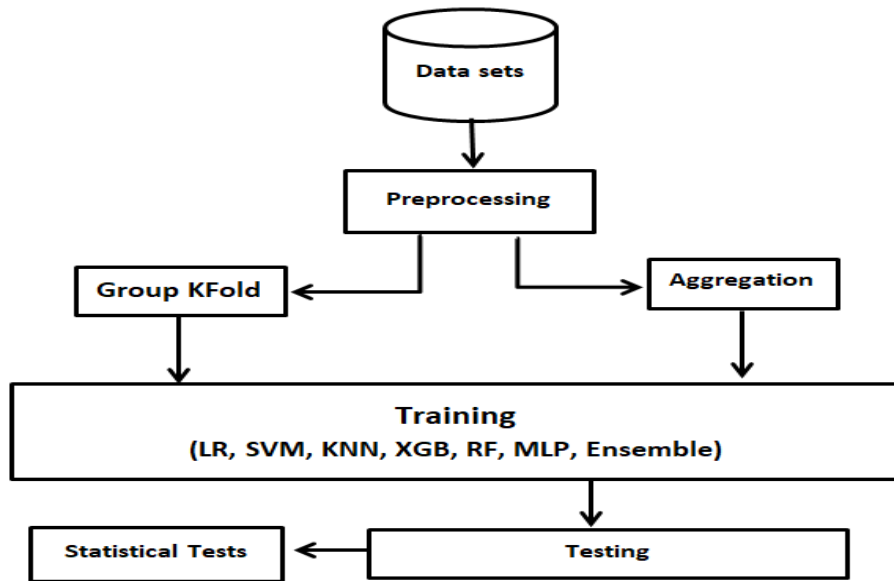 Data sets
Preprocessing
Group KFold
Aggregation
Training
(LR, SVM, KNN, XGB, RF, MLP, Ensemble)
Statistical Tests
Testing